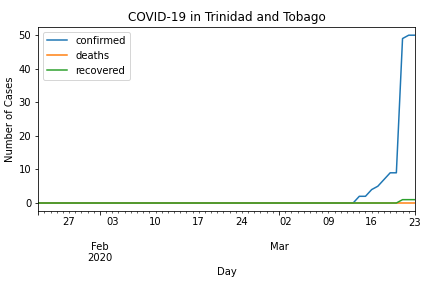 COVID-19 in Trinidad and Tobago
confirmed
deaths
recovered
Number of Cases
50
40
30
20
10
0
27 03 10 17 24 02 09 16 23
Feb Mar
2020
Day